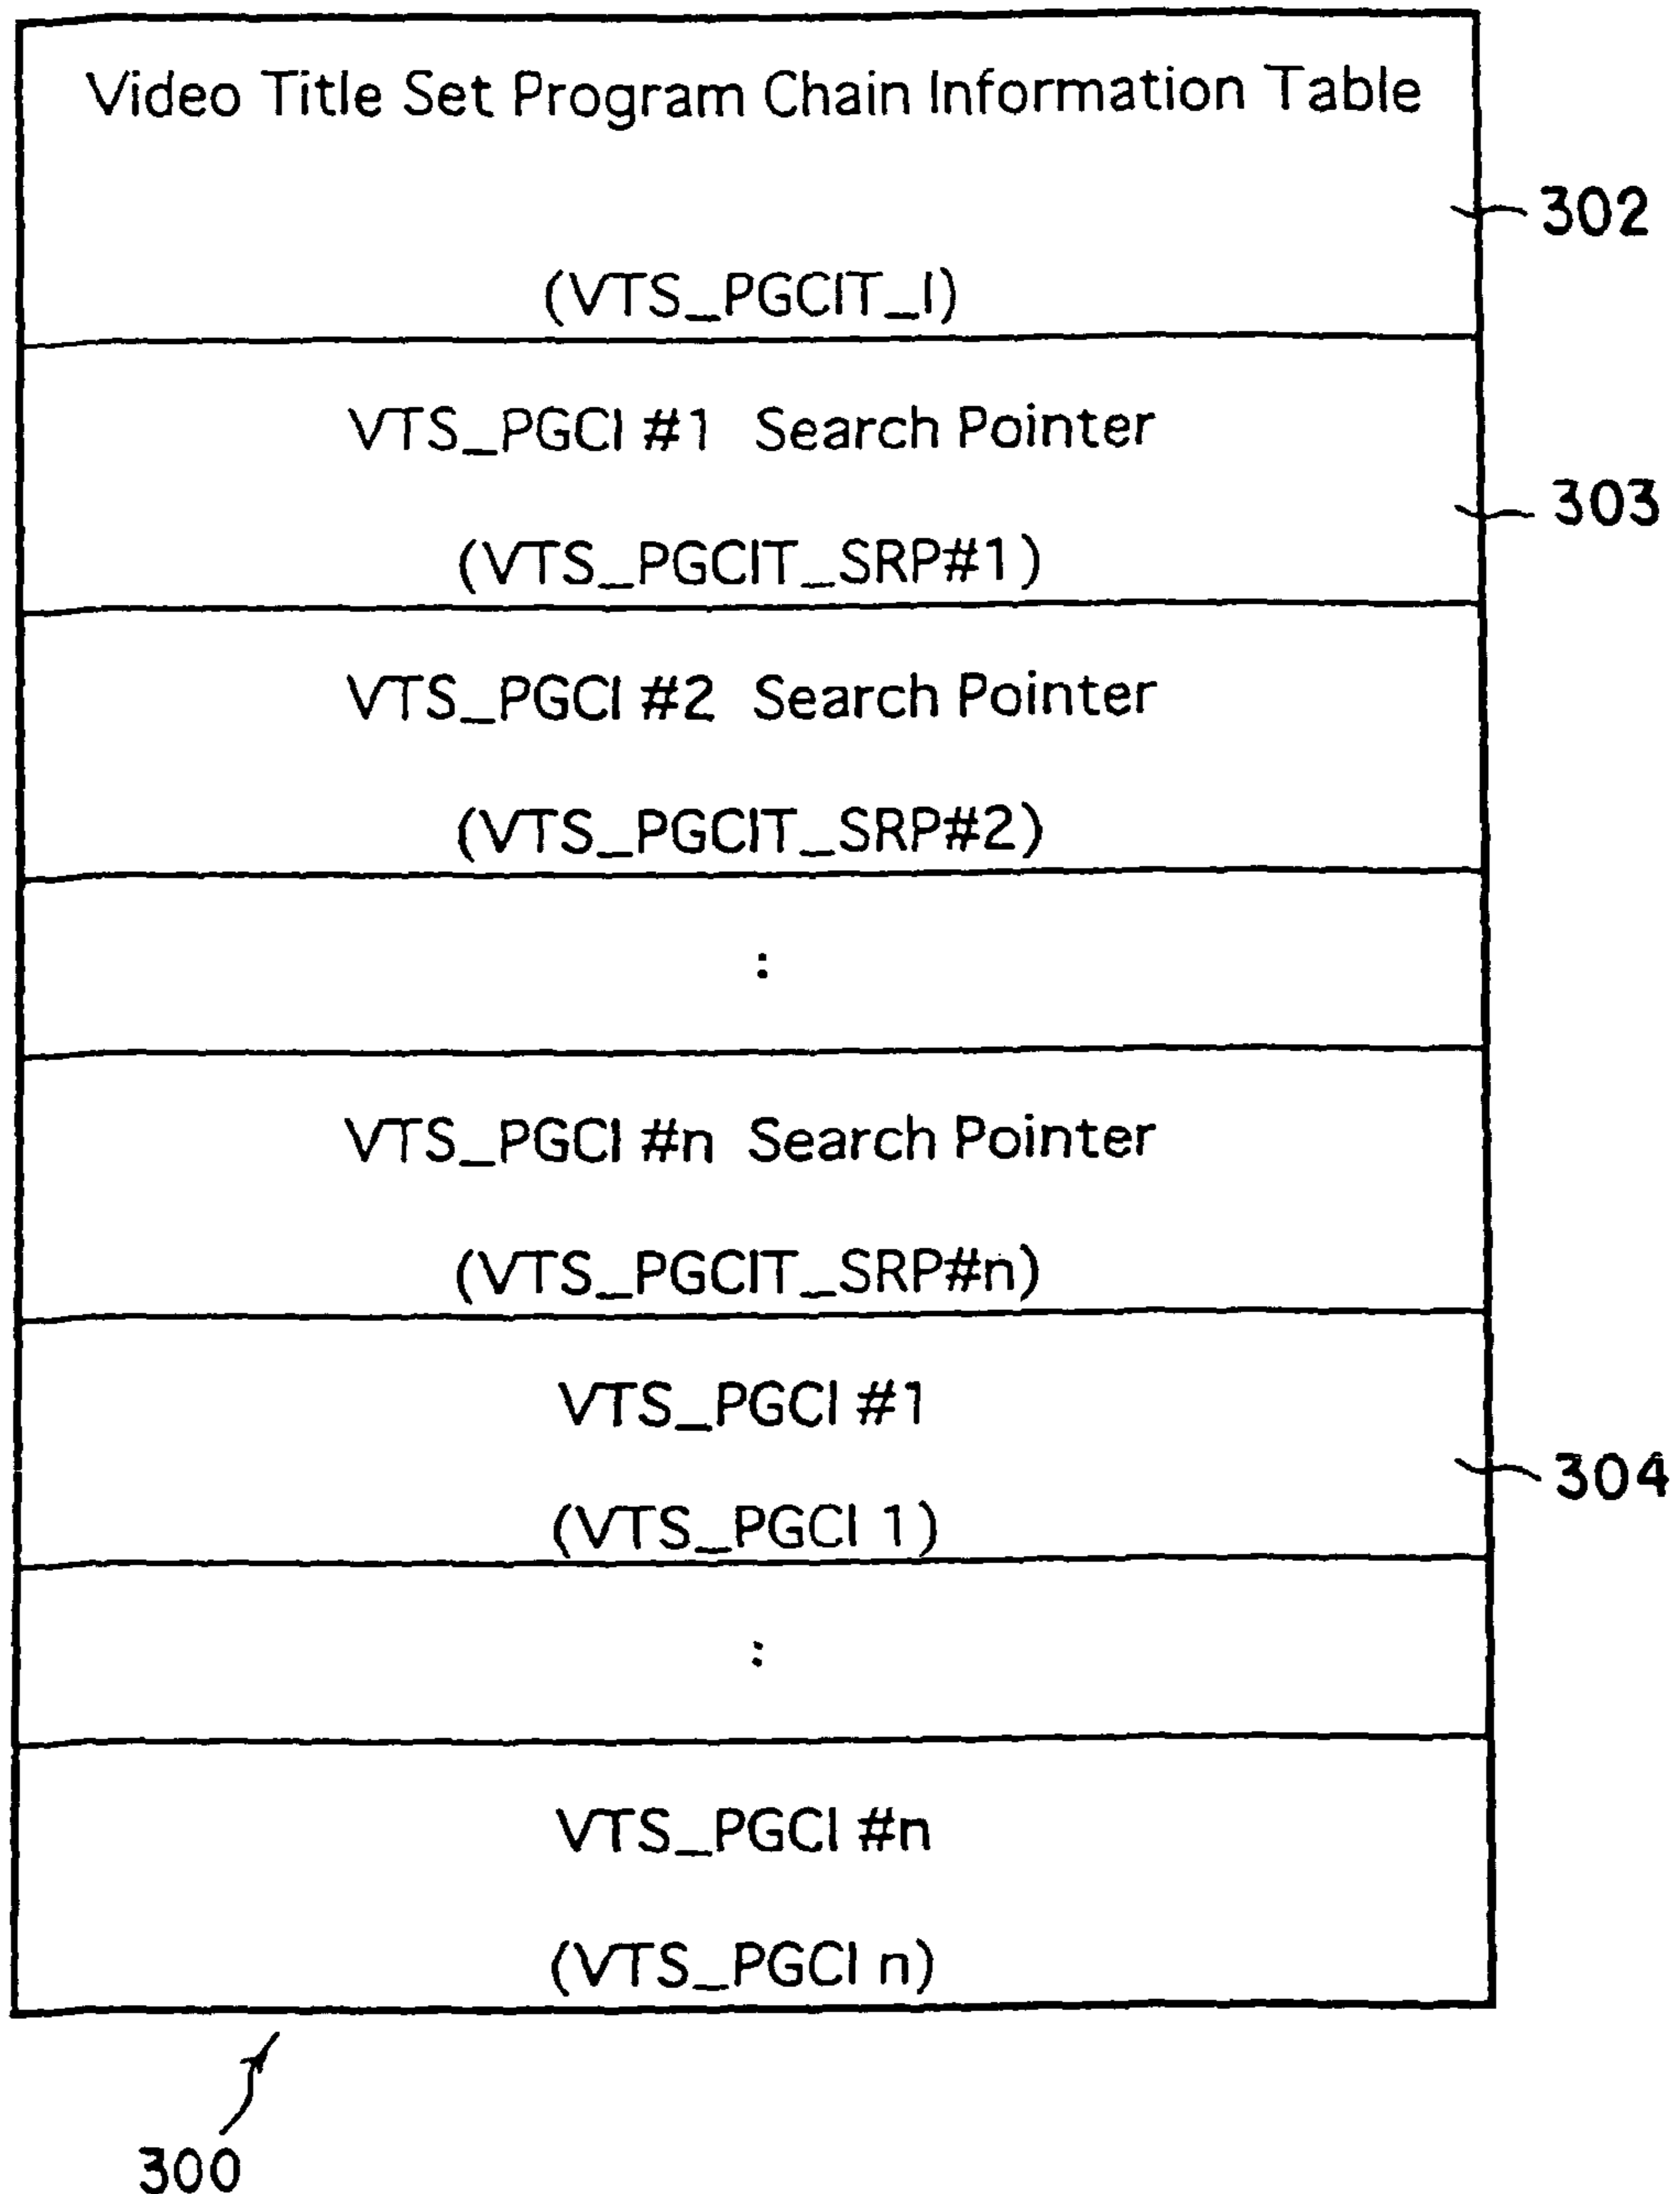 Video Title Set Program Chain Information Table
302
(VTS_PGCIT_I)
VTS_PGCI #1 Search Pointer
303
(VTS_PGCIT_SRP#1)
VTS_PGCI #2 Search Pointer
(VTS_PGCIT_SRP#2)
:
VTS_PGCI #n Search Pointer
(VTS_PGCIT_SRP#n)
VTS_PGCI #1
304
(VTS_PGCI 1)
:
VTS_PGCI #n
(VTS_PGCI n)
300